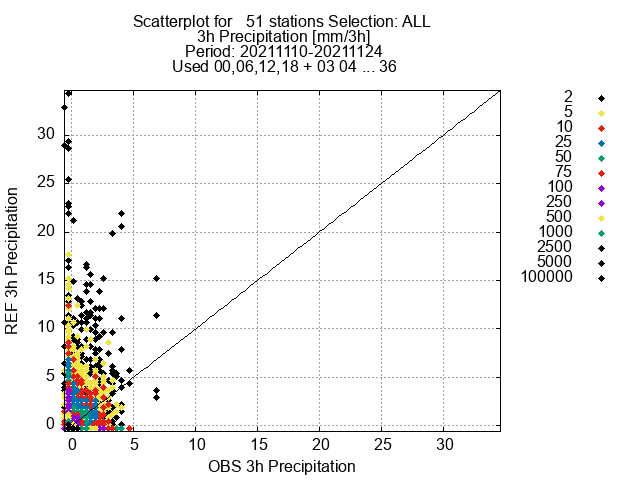 Scatterplot for 51 stations Selection: ALL
3h Precipitation [mm/3h]
Period: 20211110-20211124
Used 00,06,12,18 + 03 04 ... 36
REF 3h Precipitation
30
25
20
15
10
5
0
0 5 10 15 20 25 30
OBS 3h Precipitation
2
5
10
25
50
75
100
250
500
1000
2500
5000
100000